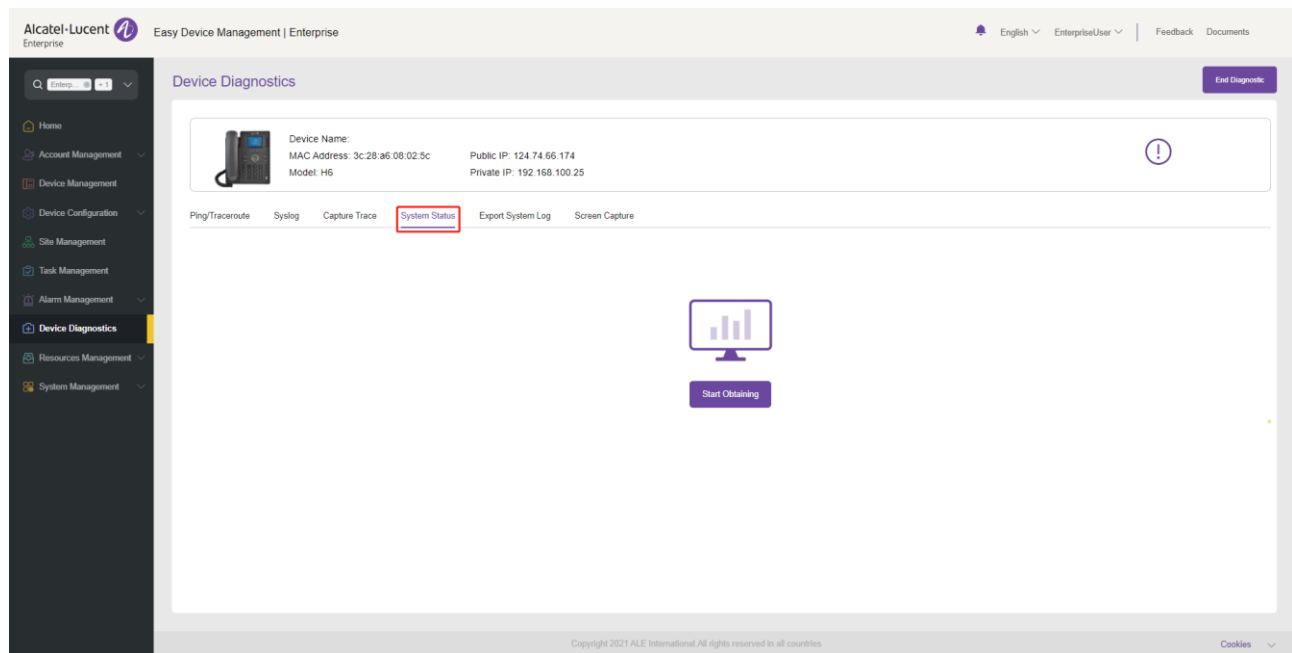 Alcatel·Lucent
Enterprise
Easy Device Management | Enterprise
English
EnterpriseUser
Feedback
Documents
Enterp...
+ 1
Home
Account Management
Device Management
Device Configuration
Site Management
Task Management
Alarm Management
Device Diagnostics
Resources Management
System Management
Device Diagnostics
End Diagnostic
Device Name:
MAC Address: 3c:28:a6:08:02:5c
Public IP: 124.74.66.174
Model: H6
Private IP: 192.168.100.25
Ping/Traceroute
Syslog
Capture Trace
System Status
Export System Log
Screen Capture
Start Obtaining
Copyright 2021 ALE International.All rights reserved in all countries
Cookies